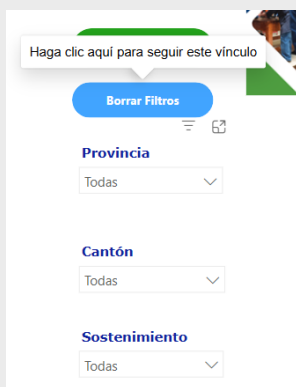 Haga clic aquí para seguir este vínculo
Borrar Filtros
Provincia
Todas
Cantón
Todas
Sostenimiento
Todas